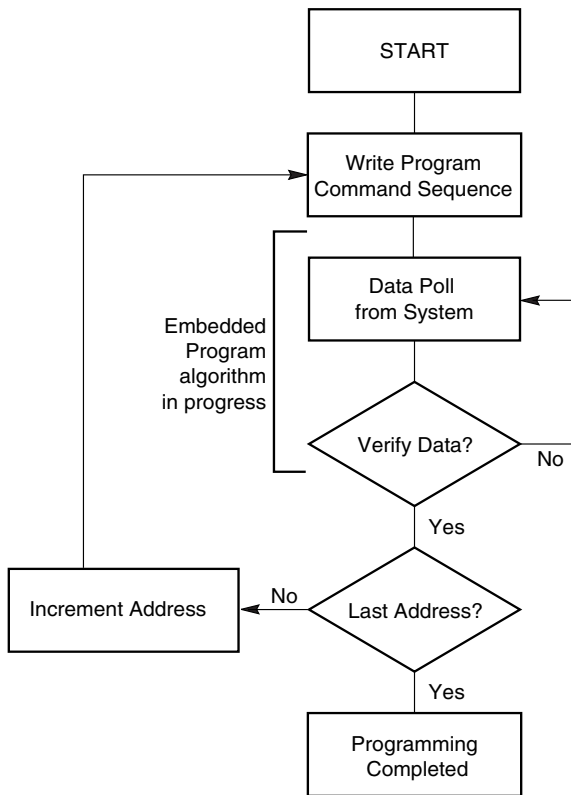 START
Write Program
Command Sequence
Data Poll
from System
Embedded
Program
algorithm
in progress
Verify Data?
No
Yes
Last Address?
No
Increment Address
Yes
Programming
Completed